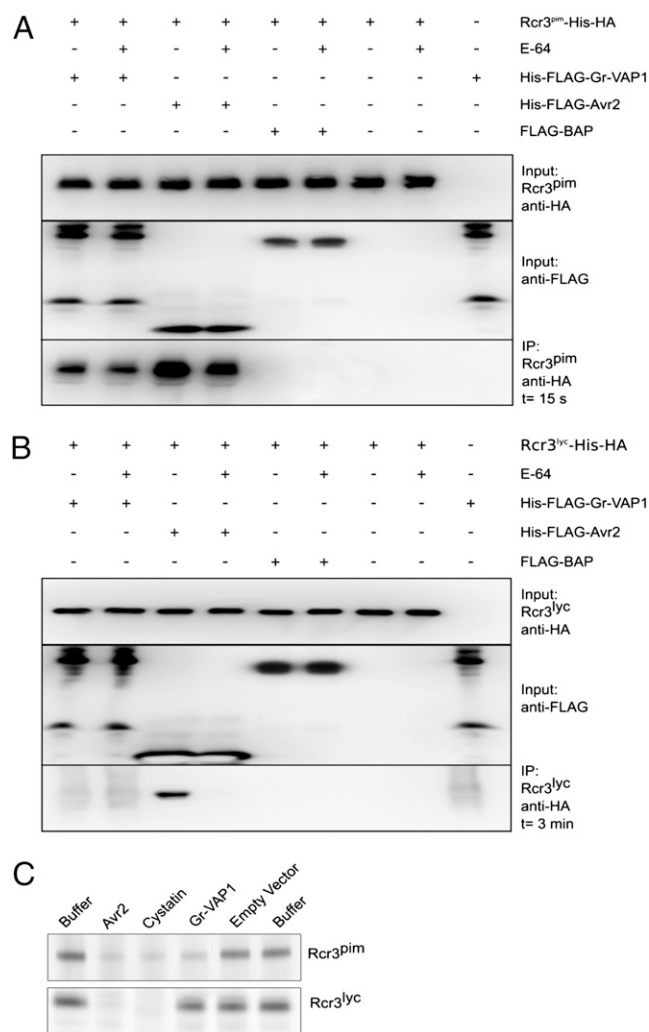 A
+ + + + + + + + - Rcr3ᵖⁱᵐ-His-HA
- + - + - + - + - E-64
+ + - - - - - - + His-FLAG-Gr-VAP1
- - + + - - - - - His-FLAG-Avr2
- - - - + + - - - FLAG-BAP
Input:
Rcr3ᵖⁱᵐ
anti-HA
Input:
anti-FLAG
IP:
Rcr3ᵖⁱᵐ
anti-HA
t= 15 s
B
+ + + + + + + + - Rcr3ˡʸᶜ-His-HA
- + - + - + - + - E-64
+ + - - - - - - + His-FLAG-Gr-VAP1
- - + + - - - - - His-FLAG-Avr2
- - - - + + - - - FLAG-BAP
Input:
Rcr3ˡʸᶜ
anti-HA
Input:
anti-FLAG
IP:
Rcr3ˡʸᶜ
anti-HA
t= 3 min
C
Buffer
Avr2
Cystatin
Gr-VAP1
Empty Vector
Buffer
Rcr3ᵖⁱᵐ
Rcr3ˡʸᶜ